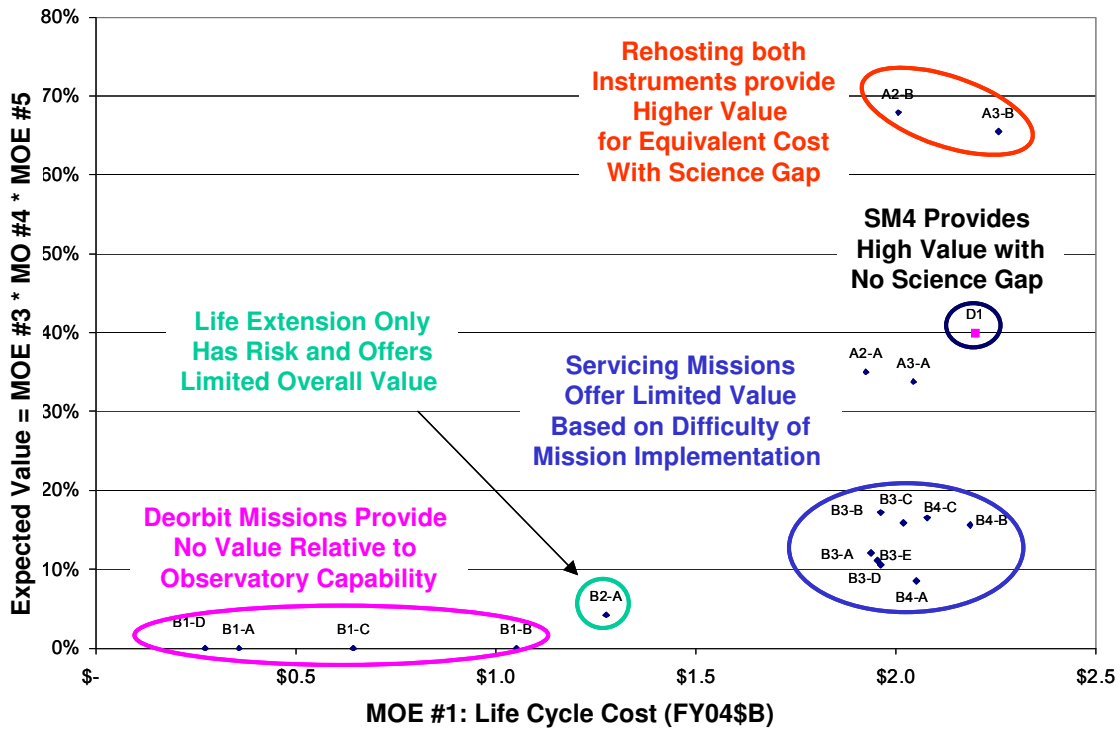 80%
70%
60%
50%
40%
30%
20%
10%
0%
Expected Value = MOE #3 * MO #4 * MOE #5
Rehosting both
Instruments provide
Higher Value
for Equivalent Cost
With Science Gap
A2-B
A3-B
SM4 Provides
High Value with
No Science Gap
D1
A2-A
A3-A
Life Extension Only
Has Risk and Offers
Limited Overall Value
Servicing Missions
Offer Limited Value
Based on Difficulty of
Mission Implementation
Deorbit Missions Provide
No Value Relative to
Observatory Capability
B3-C
B3-B
B4-C
B4-B
B3-A
B3-E
B3-D
B4-A
B2-A
B1-D
B1-A
B1-C
B1-B
$-
$0.5
$1.0
$1.5
$2.0
$2.5
MOE #1: Life Cycle Cost (FY04$B)